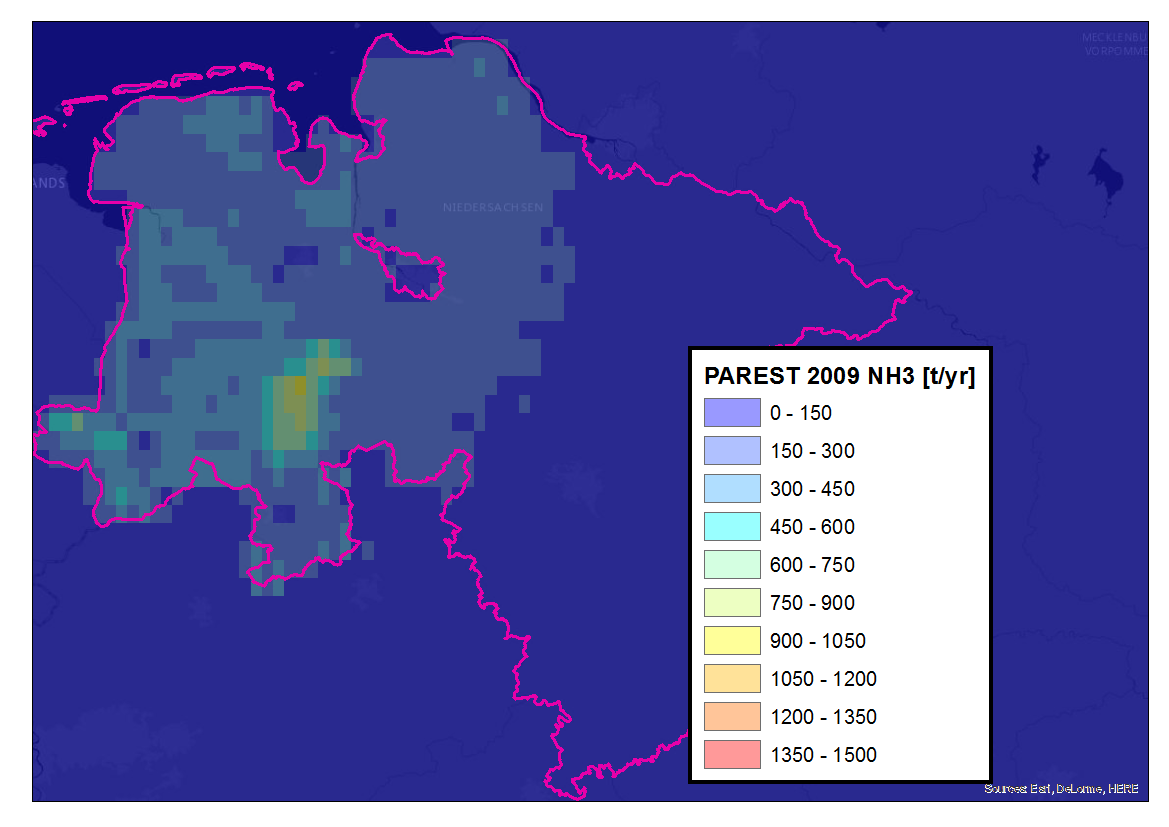 MECKLENBU
VORPOMME
ANDS
NIEDERSACHSEN
PAREST 2009 NH3 [t/yr]
0 - 150
150 - 300
300 - 450
450 - 600
600 - 750
750 - 900
900 - 1050
1050 - 1200
1200 - 1350
1350 - 1500
Sources: Esri, DeLorme, HERE